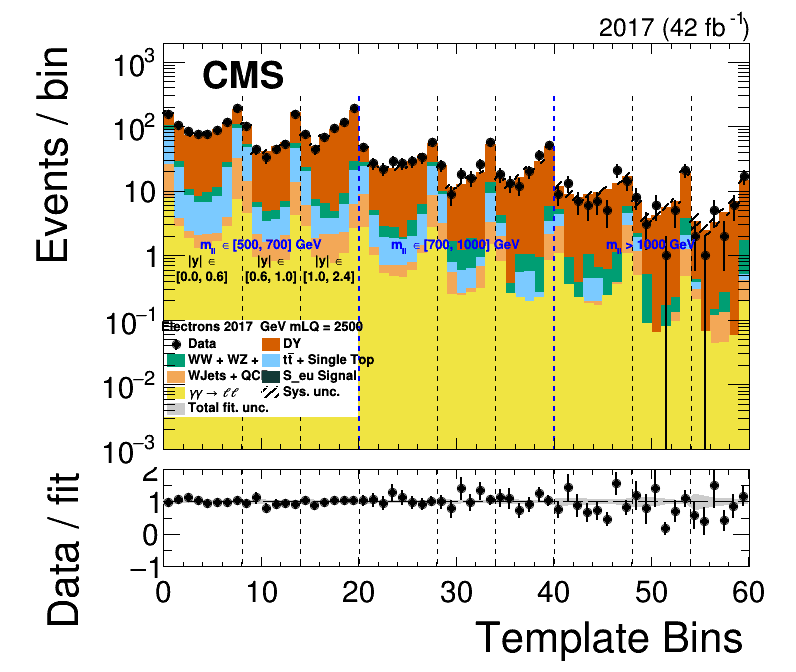 2017 (42 fb⁻¹)
CMS
Events / bin
10³
10²
10
1
10⁻¹
10⁻²
10⁻³
m_ll ∈ [500, 700] GeV
m_ll ∈ [700, 1000] GeV
m_ll > 1000 GeV
|y| ∈ |y| ∈ |y| ∈
[0.0, 0.6] [0.6, 1.0] [1.0, 2.4]
Electrons 2017 GeV mLQ = 2500
Data DY
WW + WZ + tt̄ + Single Top
WJets + QC S_eu Signal
γγ → ℓℓ Sys. unc.
Total fit. unc.
Data / fit
2
1
0
−1
0 10 20 30 40 50 60
Template Bins